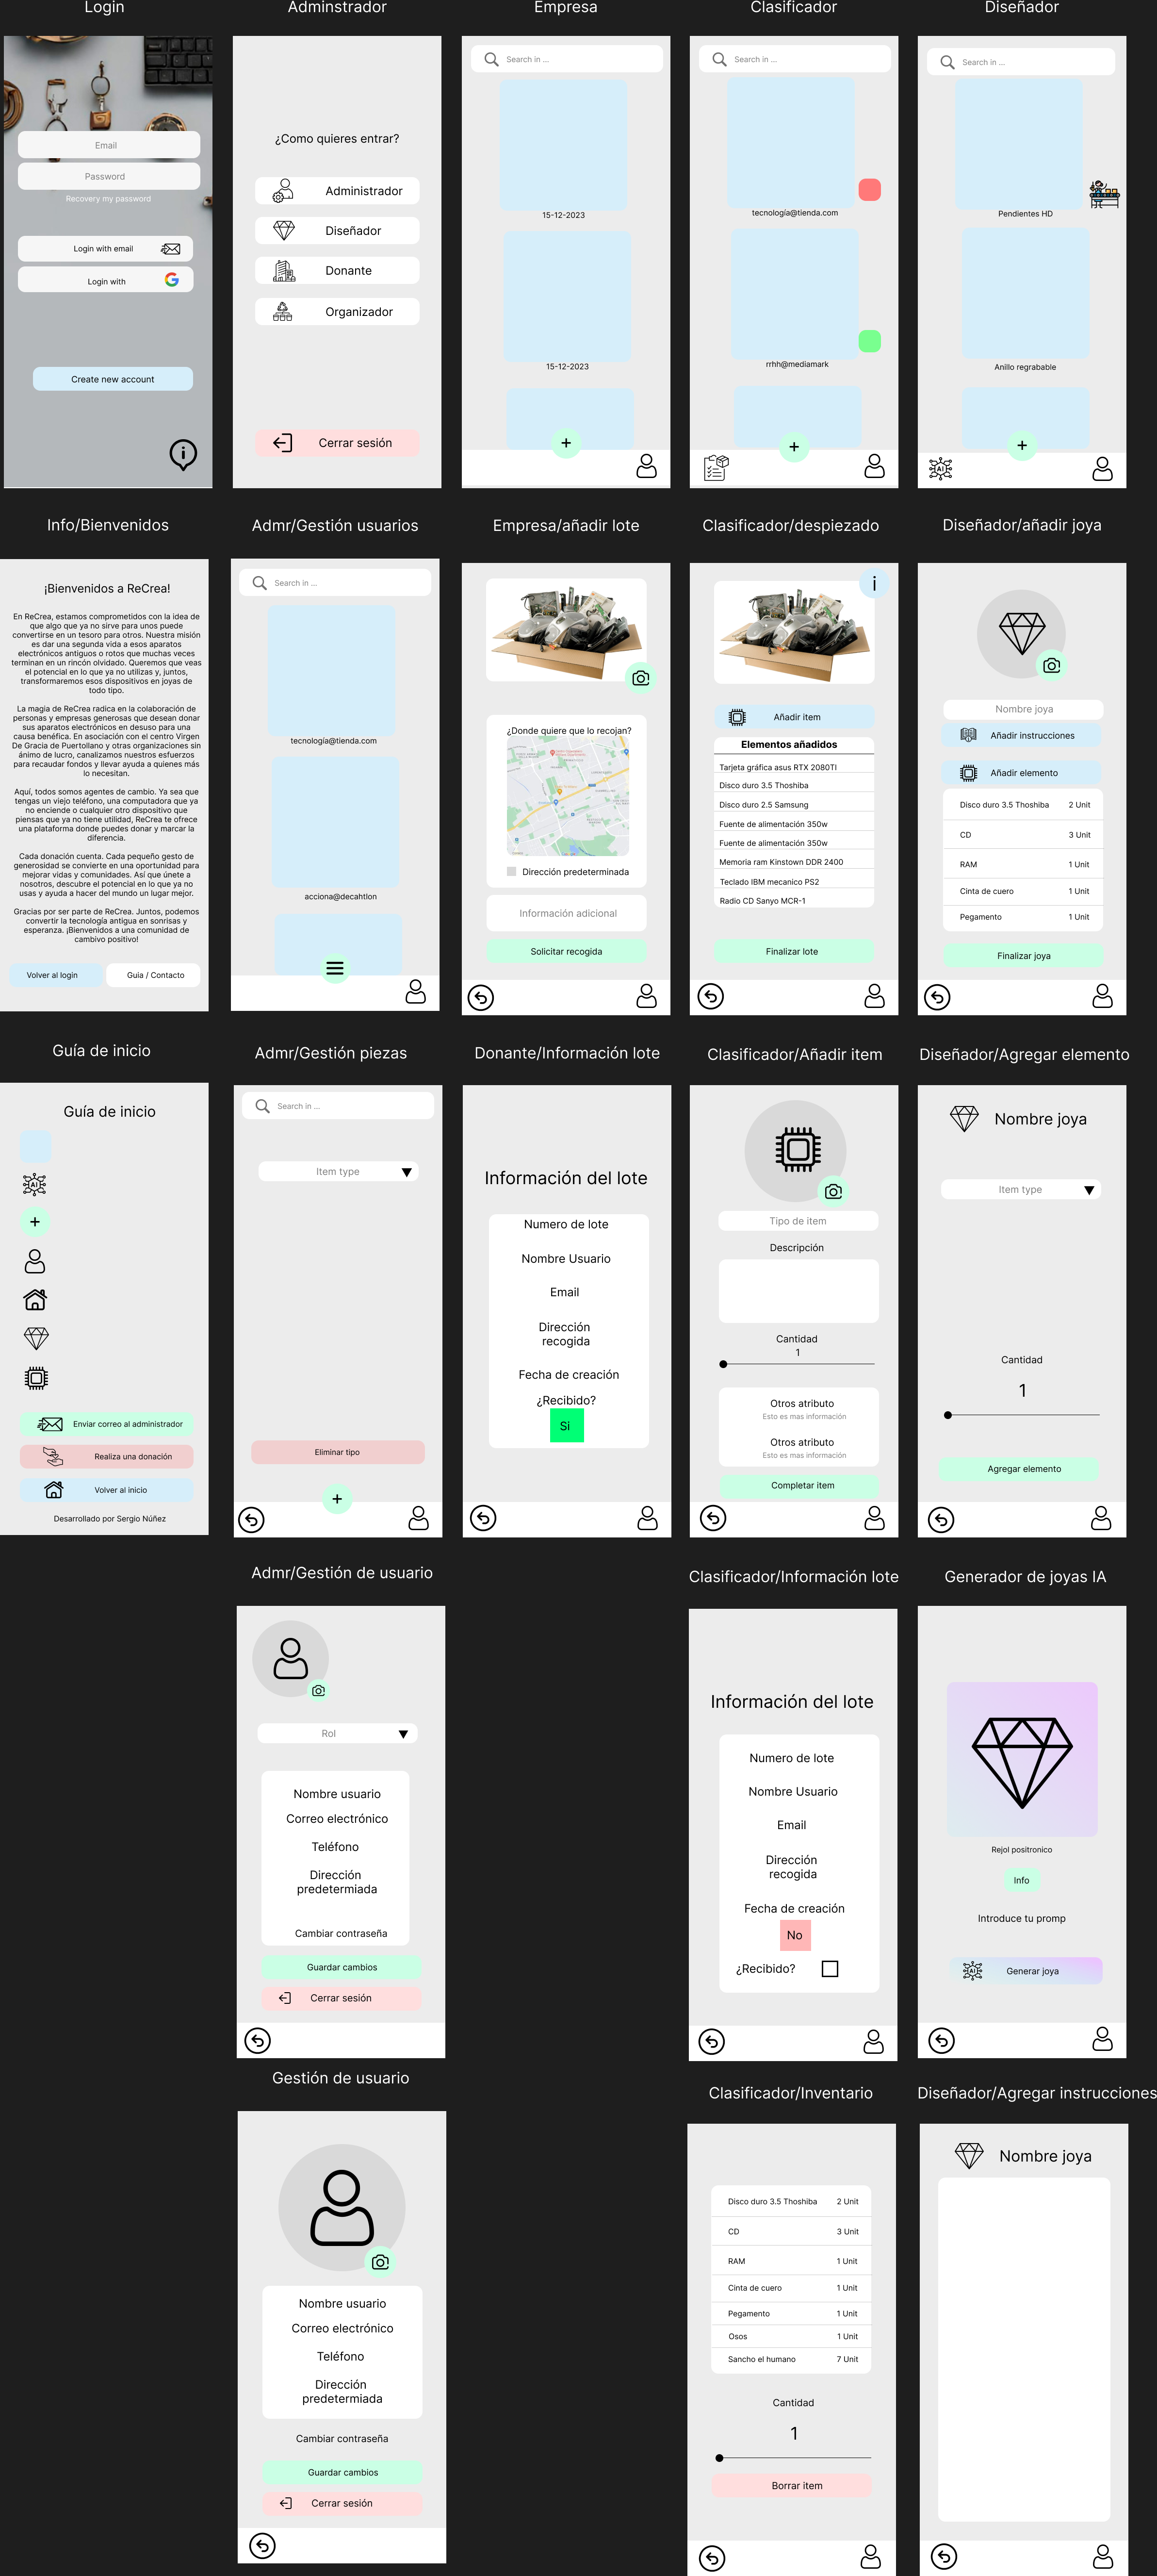 Login
Adminstrador
Empresa
Clasificador
Diseñador
Email
Password
Recovery my password
Login with email
Login with
Create new account
¿Como quieres entrar?
Administrador
Diseñador
Donante
Organizador
Cerrar sesión
Search in ...
15-12-2023
15-12-2023
Search in ...
tecnología@tienda.com
rrhh@mediamark
Search in ...
Pendientes HD
Anillo regrabable
AI
Info/Bienvenidos
Admr/Gestión usuarios
Empresa/añadir lote
Clasificador/despiezado
Diseñador/añadir joya
¡Bienvenidos a ReCrea!
En ReCrea, estamos comprometidos con la idea de
que algo que ya no sirve para unos puede
convertirse en un tesoro para otros. Nuestra misión
es dar una segunda vida a esos aparatos
electrónicos antiguos o rotos que muchas veces
terminan en un rincón olvidado. Queremos que veas
el potencial en lo que ya no utilizas y, juntos,
transformaremos esos dispositivos en joyas de
todo tipo.
La magia de ReCrea radica en la colaboración de
personas y empresas generosas que desean donar
sus aparatos electrónicos en desuso para una
causa benéfica. En asociación con el centro Virgen
De Gracia de Puertollano y otras organizaciones sin
ánimo de lucro, canalizamos nuestros esfuerzos
para recaudar fondos y llevar ayuda a quienes más
lo necesitan.
Aquí, todos somos agentes de cambio. Ya sea que
tengas un viejo teléfono, una computadora que ya
no enciende o cualquier otro dispositivo que
piensas que ya no tiene utilidad, ReCrea te ofrece
una plataforma donde puedes donar y marcar la
diferencia.
Cada donación cuenta. Cada pequeño gesto de
generosidad se convierte en una oportunidad para
mejorar vidas y comunidades. Así que únete a
nosotros, descubre el potencial en lo que ya no
usas y ayuda a hacer del mundo un lugar mejor.
Gracias por ser parte de ReCrea. Juntos, podemos
convertir la tecnología antigua en sonrisas y
esperanza. ¡Bienvenidos a una comunidad de
cambivo positivo!
Volver al login
Guia / Contacto
Search in ...
tecnología@tienda.com
acciona@decahtlon
¿Donde quiere que lo recojan?
Dirección predeterminada
Información adicional
Solicitar recogida
i
Añadir item
Elementos añadidos
Tarjeta gráfica asus RTX 2080TI
Disco duro 3.5 Thoshiba
Disco duro 2.5 Samsung
Fuente de alimentación 350w
Fuente de alimentación 350w
Memoria ram Kinstown DDR 2400
Teclado IBM mecanico PS2
Radio CD Sanyo MCR-1
Finalizar lote
Nombre joya
Añadir instrucciones
Añadir elemento
Disco duro 3.5 Thoshiba 2 Unit
CD 3 Unit
RAM 1 Unit
Cinta de cuero 1 Unit
Pegamento 1 Unit
Finalizar joya
Guía de inicio
Admr/Gestión piezas
Donante/Información lote
Clasificador/Añadir item
Diseñador/Agregar elemento
Guía de inicio
AI
Enviar correo al administrador
Realiza una donación
Volver al inicio
Desarrollado por Sergio Núñez
Search in ...
Item type
Eliminar tipo
Información del lote
Numero de lote
Nombre Usuario
Email
Dirección
recogida
Fecha de creación
¿Recibido?
Si
Tipo de item
Descripción
Cantidad
1
Otros atributo
Esto es mas información
Otros atributo
Esto es mas información
Completar item
Nombre joya
Item type
Cantidad
1
Agregar elemento
Admr/Gestión de usuario
Clasificador/Información lote
Generador de joyas IA
Rol
Nombre usuario
Correo electrónico
Teléfono
Dirección
predetermiada
Cambiar contraseña
Guardar cambios
Cerrar sesión
Información del lote
Numero de lote
Nombre Usuario
Email
Dirección
recogida
Fecha de creación
No
¿Recibido?
Rejol positronico
Info
Introduce tu promp
AI
Generar joya
Gestión de usuario
Clasificador/Inventario
Diseñador/Agregar instrucciones
Nombre usuario
Correo electrónico
Teléfono
Dirección
predetermiada
Cambiar contraseña
Guardar cambios
Cerrar sesión
Disco duro 3.5 Thoshiba 2 Unit
CD 3 Unit
RAM 1 Unit
Cinta de cuero 1 Unit
Pegamento 1 Unit
Osos 1 Unit
Sancho el humano 7 Unit
Cantidad
1
Borrar item
Nombre joya